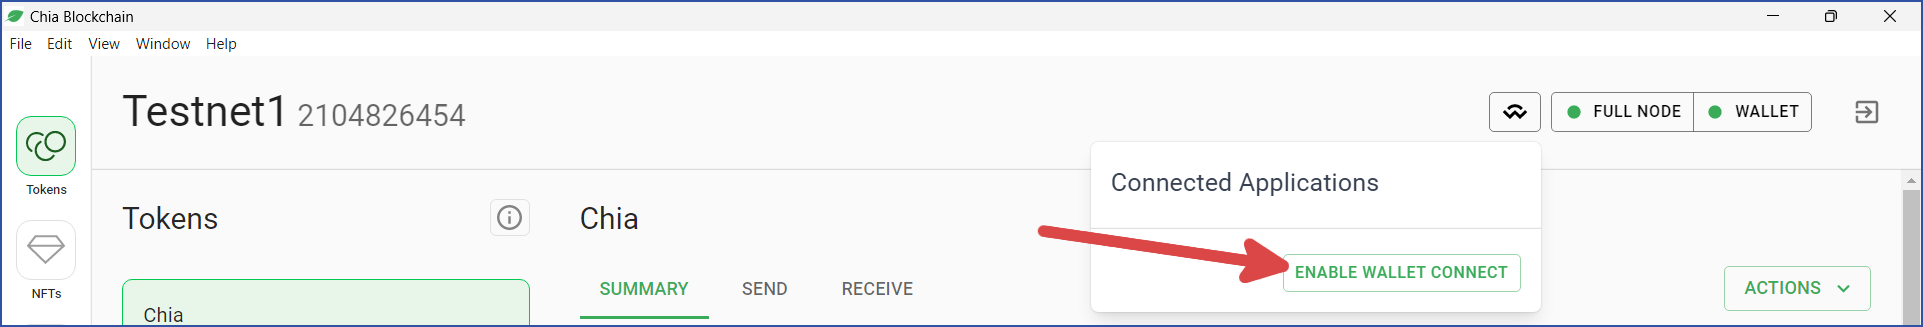 Chia Blockchain
File Edit View Window Help
Testnet1 2104826454
FULL NODE
WALLET
Tokens
Connected Applications
Tokens
Chia
ENABLE WALLET CONNECT
SUMMARY SEND RECEIVE
ACTIONS
NFTs
Chia